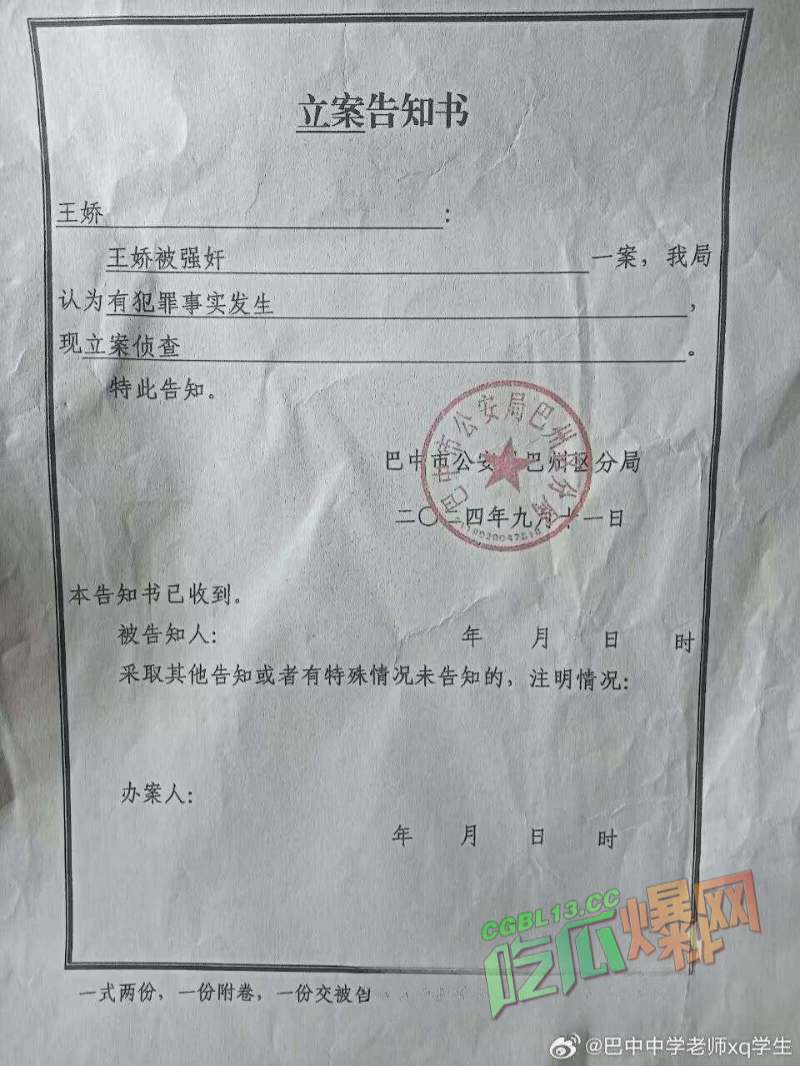 立案告知书
王娇:
王娇被强奸一案，我局
认为有犯罪事实发生，
现立案侦查。
特此告知。
巴中市公安局巴州区分局
巴中市公安 巴州区分局
二〇二四年九月十一日
本告知书已收到。
被告知人: 年 月 日 时
采取其他告知或者有特殊情况未告知的，注明情况:
办案人:
年 月 日 时
CGBL13.CC
吃瓜爆网
一式两份，一份附卷，一份交被
@巴中中学老师xq学生